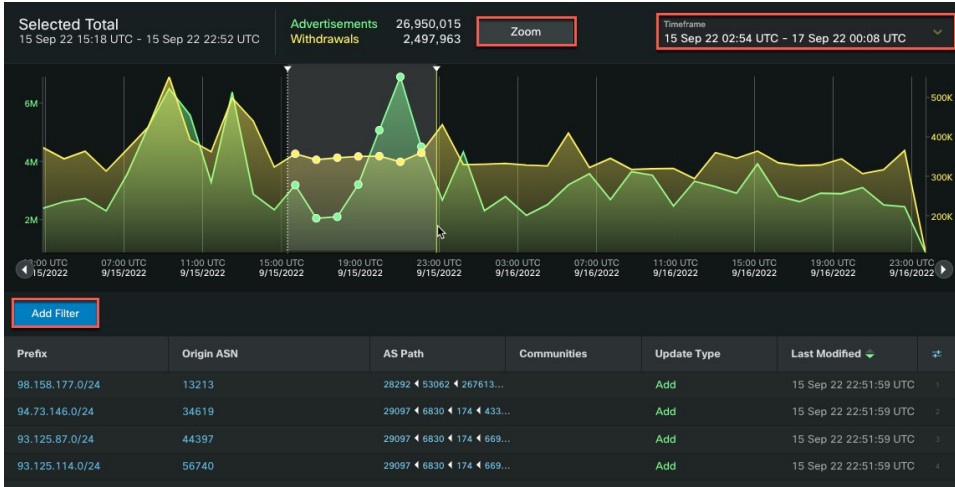 Selected Total
15 Sep 22 15:18 UTC - 15 Sep 22 22:52 UTC
Advertisements 26,950,015
Withdrawals 2,497,963
Zoom
Timeframe
15 Sep 22 02:54 UTC - 17 Sep 22 00:08 UTC
6M
4M
2M
500K
400K
300K
200K
:00 UTC 07:00 UTC 11:00 UTC 15:00 UTC 19:00 UTC 23:00 UTC 03:00 UTC 07:00 UTC 11:00 UTC 15:00 UTC 19:00 UTC 23:00 UTC
15/2022 9/15/2022 9/15/2022 9/15/2022 9/15/2022 9/15/2022 9/16/2022 9/16/2022 9/16/2022 9/16/2022 9/16/2022 9/16/2022
Add Filter
Prefix Origin ASN AS Path Communities Update Type Last Modified
98.158.177.0/24 13213 28292 53062 267613... Add 15 Sep 22 22:51:59 UTC 1
94.73.146.0/24 34619 29097 6830 174 433... Add 15 Sep 22 22:51:59 UTC 2
93.125.87.0/24 44397 29097 6830 174 669... Add 15 Sep 22 22:51:59 UTC 3
93.125.114.0/24 56740 29097 6830 174 669... Add 15 Sep 22 22:51:59 UTC 4